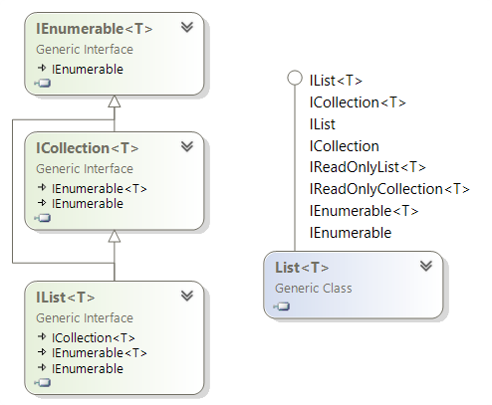 IEnumerable<T>
Generic Interface
IEnumerable
ICollection<T>
Generic Interface
IEnumerable<T>
IEnumerable
IList<T>
Generic Interface
ICollection<T>
IEnumerable<T>
IEnumerable
IList<T>
ICollection<T>
IList
ICollection
IReadOnlyList<T>
IReadOnlyCollection<T>
IEnumerable<T>
IEnumerable
List<T>
Generic Class